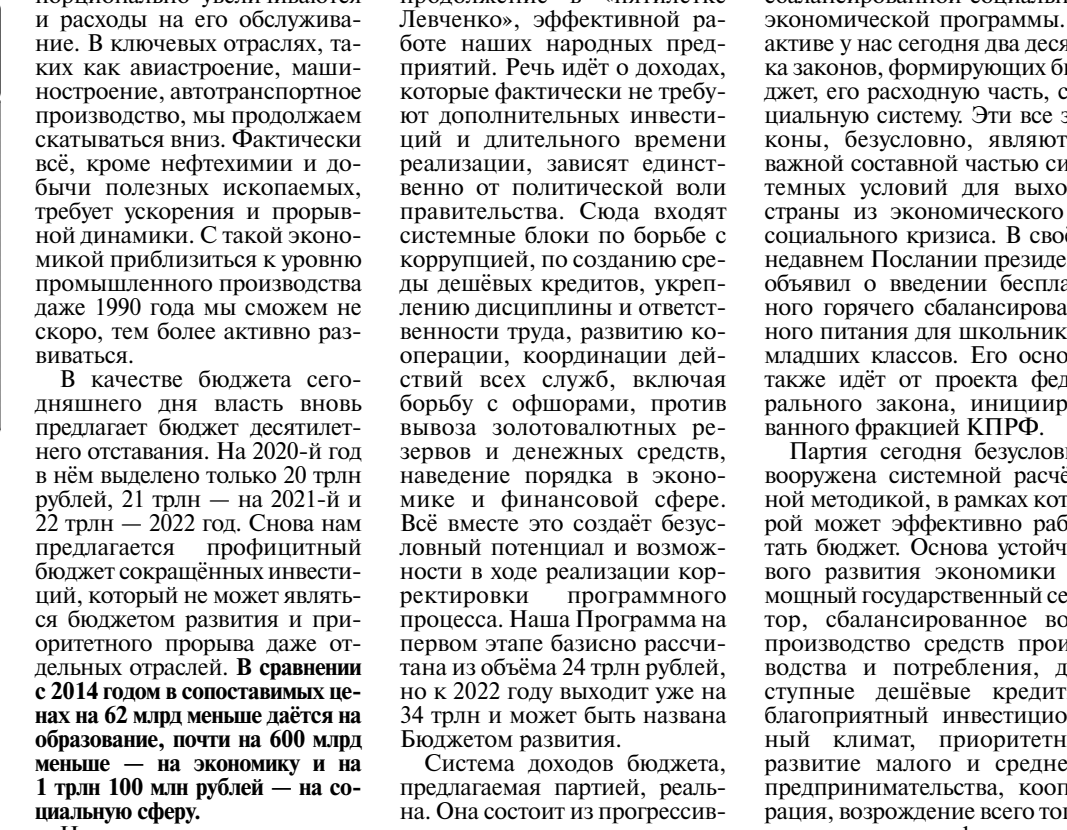 и расходы на его обслужива-
ние. В ключевых отраслях, та-
ких как авиастроение, маши-
ностроение, автотранспортное
производство, мы продолжаем
скатываться вниз. Фактически
всё, кроме нефтехимии и до-
бычи полезных ископаемых,
требует ускорения и прорыв-
ной динамики. С такой эконо-
микой приблизиться к уровню
промышленного производства
даже 1990 года мы сможем не
скоро, тем более активно раз-
виваться.
В качестве бюджета сего-
дняшнего дня власть вновь
предлагает бюджет десятилет-
него отставания. На 2020-й год
в нём выделено только 20 трлн
рублей, 21 трлн — на 2021-й и
22 трлн — 2022 год. Снова нам
предлагается профицитный
бюджет сокращённых инвести-
ций, который не может являть-
ся бюджетом развития и при-
оритетного прорыва даже от-
дельных отраслей. В сравнении
с 2014 годом в сопоставимых це-
нах на 62 млрд меньше даётся на
образование, почти на 600 млрд
меньше — на экономику и на
1 трлн 100 млн рублей — на со-
циальную сферу.
Левченко», эффективной ра-
боте наших народных пред-
приятий. Речь идёт о доходах,
которые фактически не требу-
ют дополнительных инвести-
ций и длительного времени
реализации, зависят единст-
венно от политической воли
правительства. Сюда входят
системные блоки по борьбе с
коррупцией, по созданию сре-
ды дешёвых кредитов, укреп-
лению дисциплины и ответст-
венности труда, развитию ко-
операции, координации дей-
ствий всех служб, включая
борьбу с офшорами, против
вывоза золотовалютных ре-
зервов и денежных средств,
наведение порядка в эконо-
мике и финансовой сфере.
Всё вместе это создаёт безус-
ловный потенциал и возмож-
ности в ходе реализации кор-
ректировки программного
процесса. Наша Программа на
первом этапе базисно рассчи-
тана из объёма 24 трлн рублей,
но к 2022 году выходит уже на
34 трлн и может быть названа
Бюджетом развития.
Система доходов бюджета,
предлагаемая партией, реаль-
на. Она состоит из прогрессив-
экономической программы.
активе у нас сегодня два деся
ка законов, формирующих б
джет, его расходную часть, с
циальную систему. Эти все з
коны, безусловно, являют
важной составной частью си
темных условий для выхо
страны из экономического
социального кризиса. В сво
недавнем Послании президе
объявил о введении беспла
ного горячего сбалансирова
ного питания для школьник
младших классов. Его осно
также идёт от проекта фед
рального закона, иницииp
ванного фракцией КПРФ.
Партия сегодня безуслов
вооружена системной расчё
ной методикой, в рамках кот
рой может эффективно раб
тать бюджет. Основа устойч
вого развития экономики
мощный государственный се
тор, сбалансированное во
производство средств прои
водства и потребления, д
ступные дешёвые кредит
благоприятный инвестицио
ный климат, приоритетн
развитие малого и средне
предпринимательства, кооп
рация, возрождение всего то